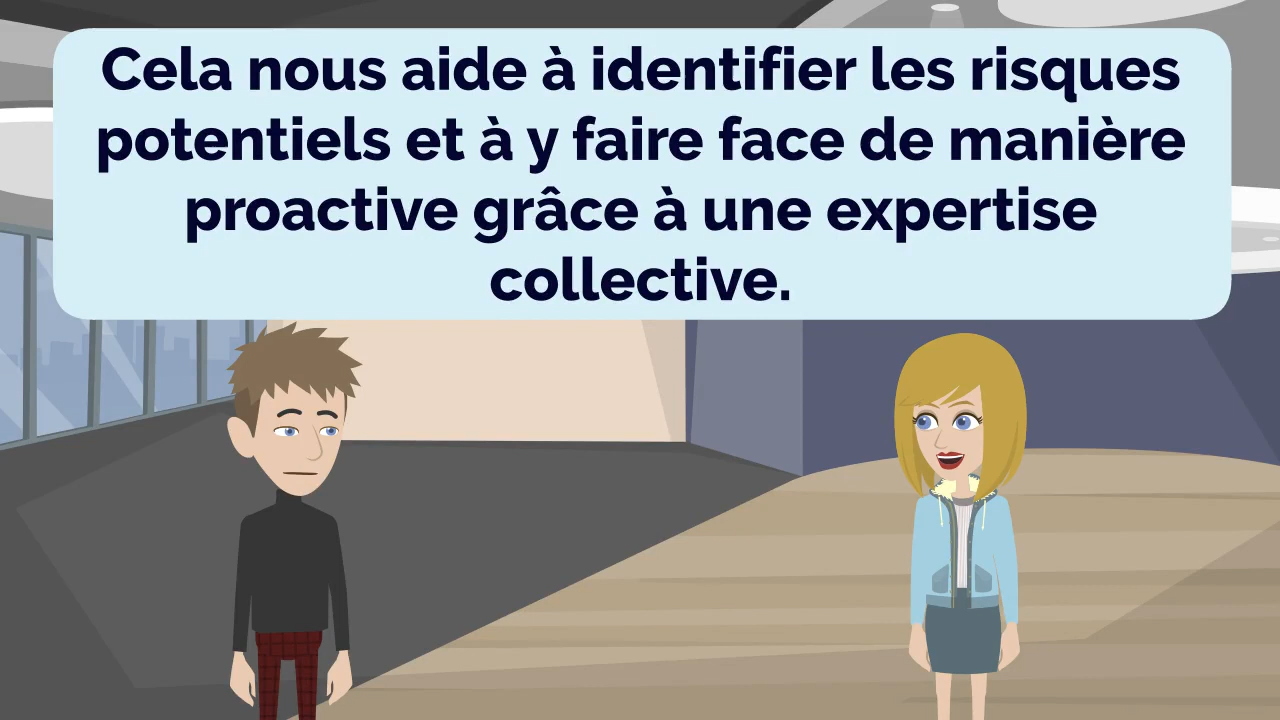 Cela nous aide à identifier les risques
potentiels et à y faire face de manière
proactive grâce à une expertise
collective.